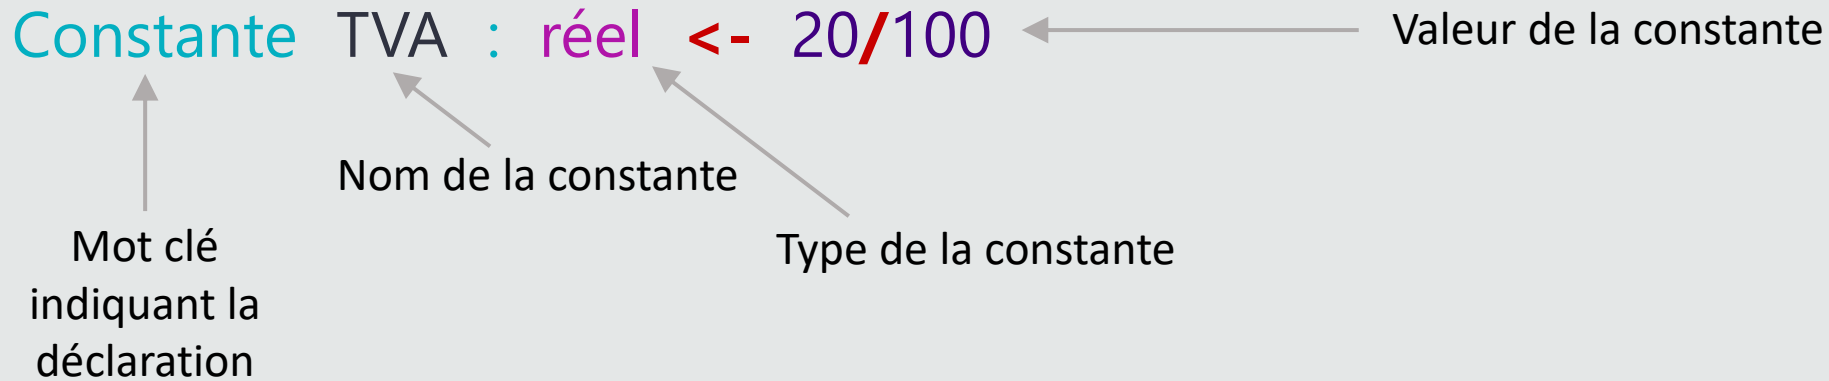 Constante TVA : réel <- 20/100
Valeur de la constante
Nom de la constante
Type de la constante
Mot clé
indiquant la
déclaration